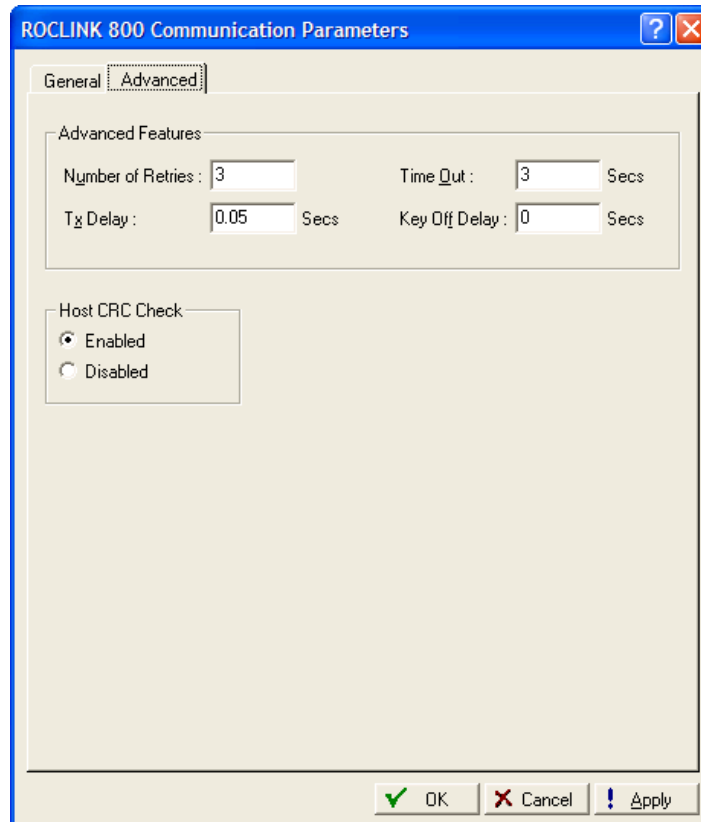 ROCLINK 800 Communication Parameters
General Advanced
Advanced Features
Number of Retries : 3 Time Out : 3 Secs
Tx Delay : 0.05 Secs Key Off Delay : 0 Secs
Host CRC Check
Enabled
Disabled
OK Cancel Apply